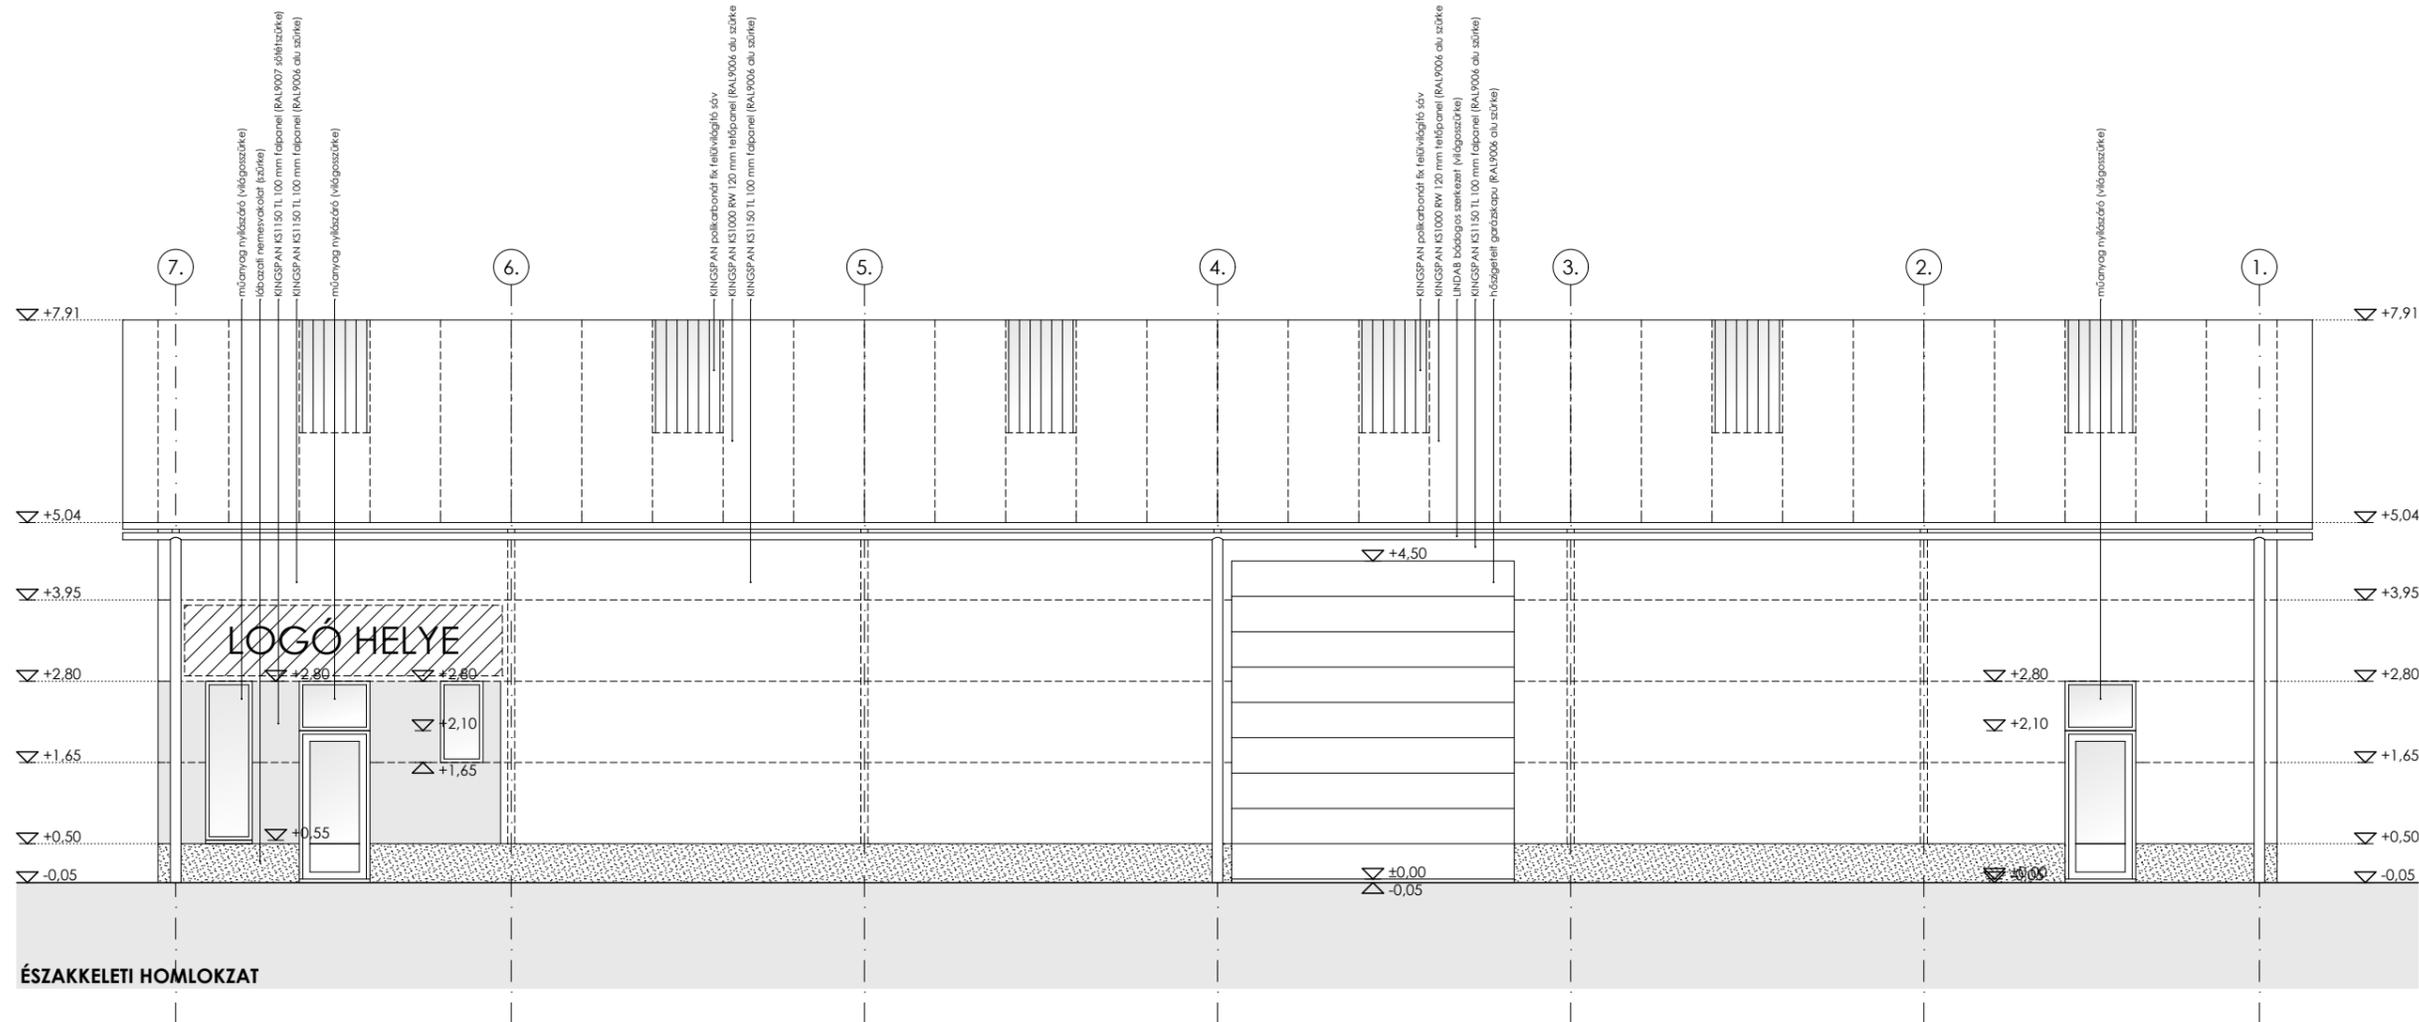 műanyag nyílászáró (világosszürke)
lábazati nemesvakolat (szürke)
KINGSPAN KS1150 TL 100 mm falpanel (RAL9007 sötétszürke)
KINGSPAN KS1150 TL 100 mm falpanel (RAL9006 alu szürke)
műanyag nyílászáró (világosszürke)
KINGSPAN polikarbonát fix felülvilágító sáv
KINGSPAN KS1000 RW 120 mm tetőpanel (RAL9006 alu szürke
KINGSPAN KS1150 TL 100 mm falpanel (RAL9006 alu szürke)
KINGSPAN polikarbonát fix felülvilágító sáv
KINGSPAN KS1000 RW 120 mm tetőpanel (RAL9006 alu szürke
LINDAB bádogos szerkezet (világosszürke)
KINGSPAN KS1150 TL 100 mm falpanel (RAL9006 alu szürke)
hőszigetelt garázskapu (RAL9006 alu szürke)
műanyag nyílászáró (világosszürke)
7. 6. 5. 4. 3. 2. 1.
+7,91 +7,91
+5,04 +5,04
+4,50
+3,95 +3,95
LOGÓ HELYE
+2,80 +2,80 +2,80 +2,80 +2,80
+2,10 +2,10
+1,65 +1,65 +1,65
+0,50 +0,55 +0,50
-0,05 ±0,00 ±0,00 -0,05
-0,05 -0,05
ÉSZAKKELETI HOMLOKZAT